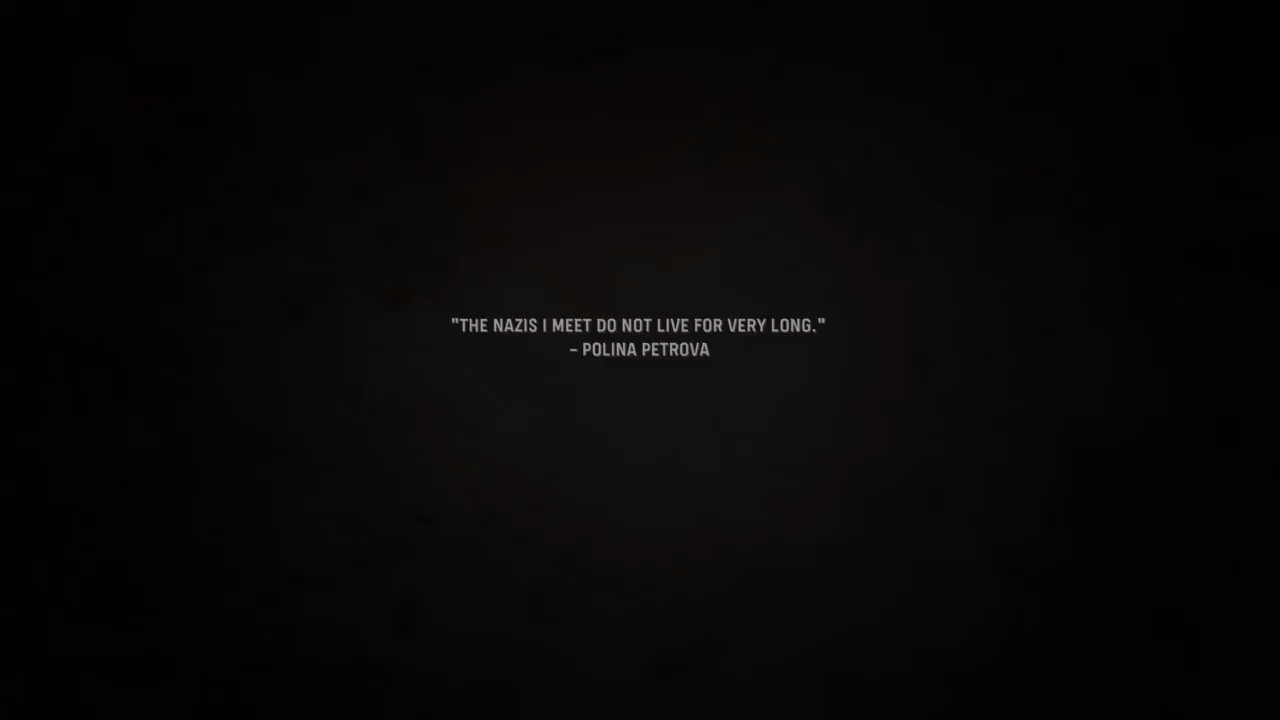 "THE NAZIS I MEET DO NOT LIVE FOR VERY LONG."
– POLINA PETROVA